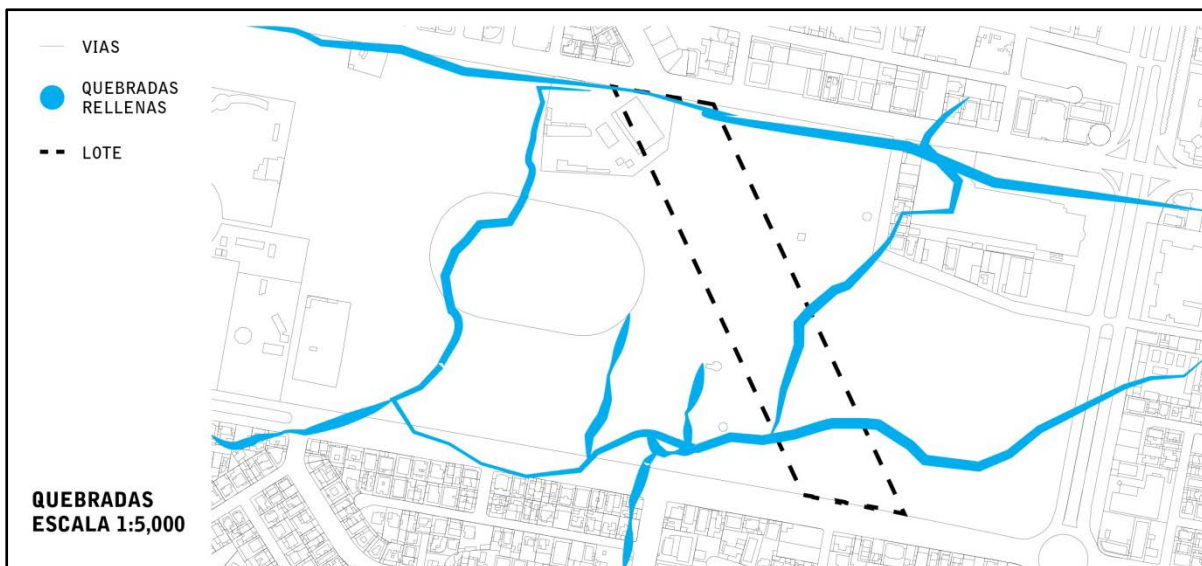 VIAS
QUEBRADAS
RELLENAS
LOTE
QUEBRADAS
ESCALA 1:5,000